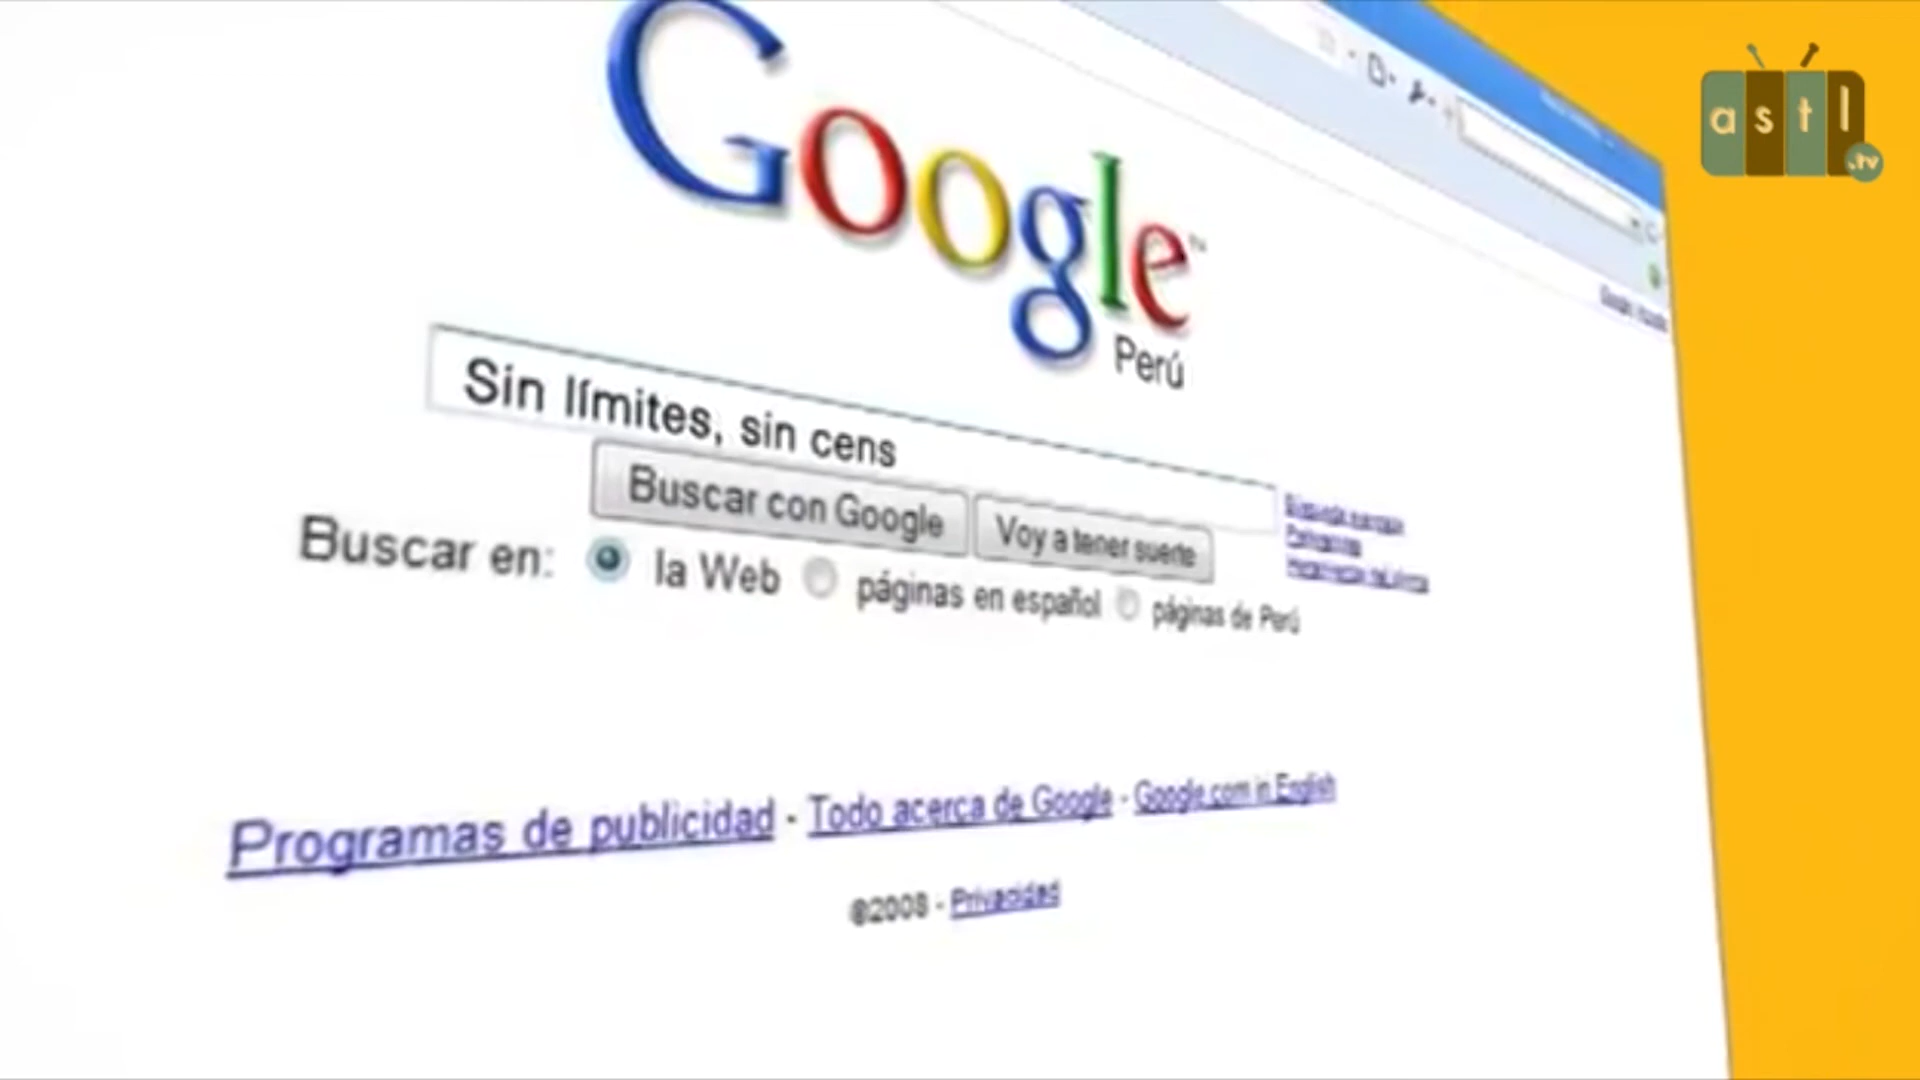 Google™
Perú
Sin límites, sin cens
Buscar con Google Voy a tener suerte
Buscar en: la Web páginas en español páginas de Perú
Programas de publicidad - Todo acerca de Google - Google.com in English
©2008 - Privacidad
astl
.tv